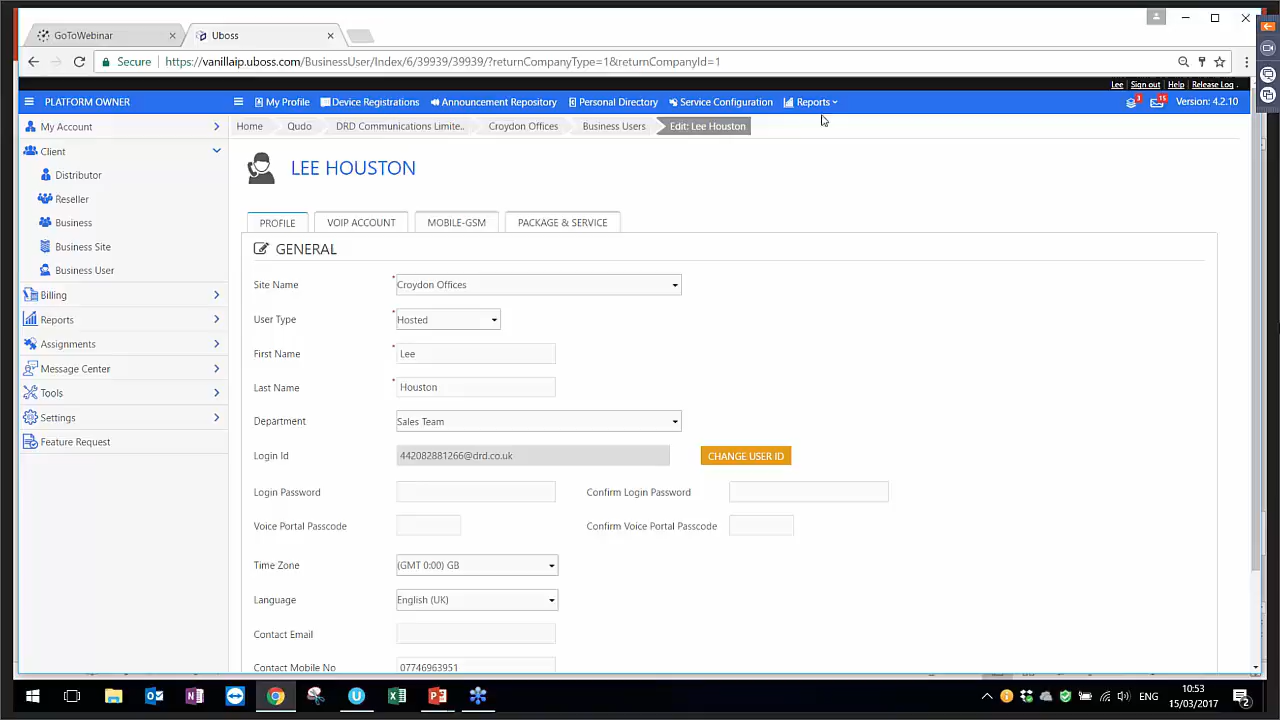 GoToWebinar
Uboss
Secure https://vanillaip.uboss.com/BusinessUser/Index/6/39939/39939/?returnCompanyType=1&returnCompanyId=1
Lee Sign out Help Release Log
PLATFORM OWNER My Profile Device Registrations Announcement Repository Personal Directory Service Configuration Reports 3 15 Version: 4.2.10
My Account
Client
Distributor
Reseller
Business
Business Site
Business User
Billing
Reports
Assignments
Message Center
Tools
Settings
Feature Request
Home Qudo DRD Communications Limite.. Croydon Offices Business Users Edit: Lee Houston
LEE HOUSTON
PROFILE VOIP ACCOUNT MOBILE-GSM PACKAGE & SERVICE
GENERAL
Site Name * Croydon Offices
User Type * Hosted
First Name * Lee
Last Name * Houston
Department Sales Team
Login Id 442082881266@drd.co.uk CHANGE USER ID
Login Password Confirm Login Password
Voice Portal Passcode Confirm Voice Portal Passcode
Time Zone (GMT 0:00) GB
Language English (UK)
Contact Email
Contact Mobile No 07746963951
ENG
10:53
15/03/2017
2